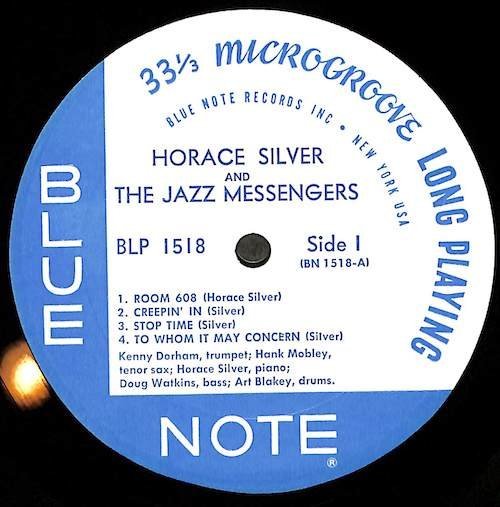 33⅓ MICROGROOVE LONG PLAYING
BLUE NOTE RECORDS INC • NEW YORK USA
HORACE SILVER
AND
THE JAZZ MESSENGERS
BLP 1518
Side 1
(BN 1518-A)
1. ROOM 608 (Horace Silver)
2. CREEPIN' IN (Silver)
3. STOP TIME (Silver)
4. TO WHOM IT MAY CONCERN (Silver)
Kenny Dorham, trumpet; Hank Mobley,
tenor sax; Horace Silver, piano;
Doug Watkins, bass; Art Blakey, drums.
BLUE
NOTE®